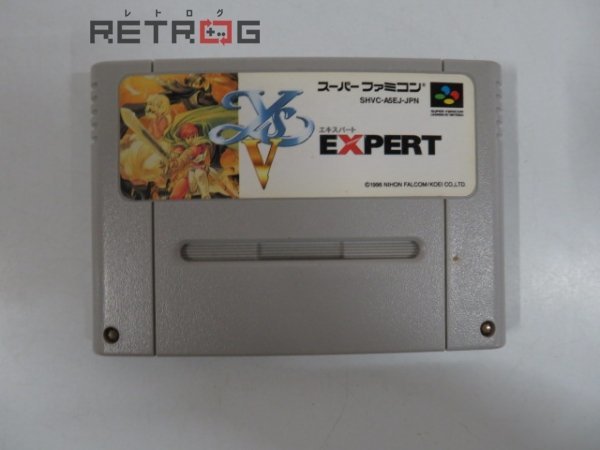 レトログ
RETROG
スーパーファミコン®
SHVC-A5EJ-JPN
Ys
V
エキスパート
EXPERT
©1996 NIHON FALCOM/KOEI CO.,LTD.